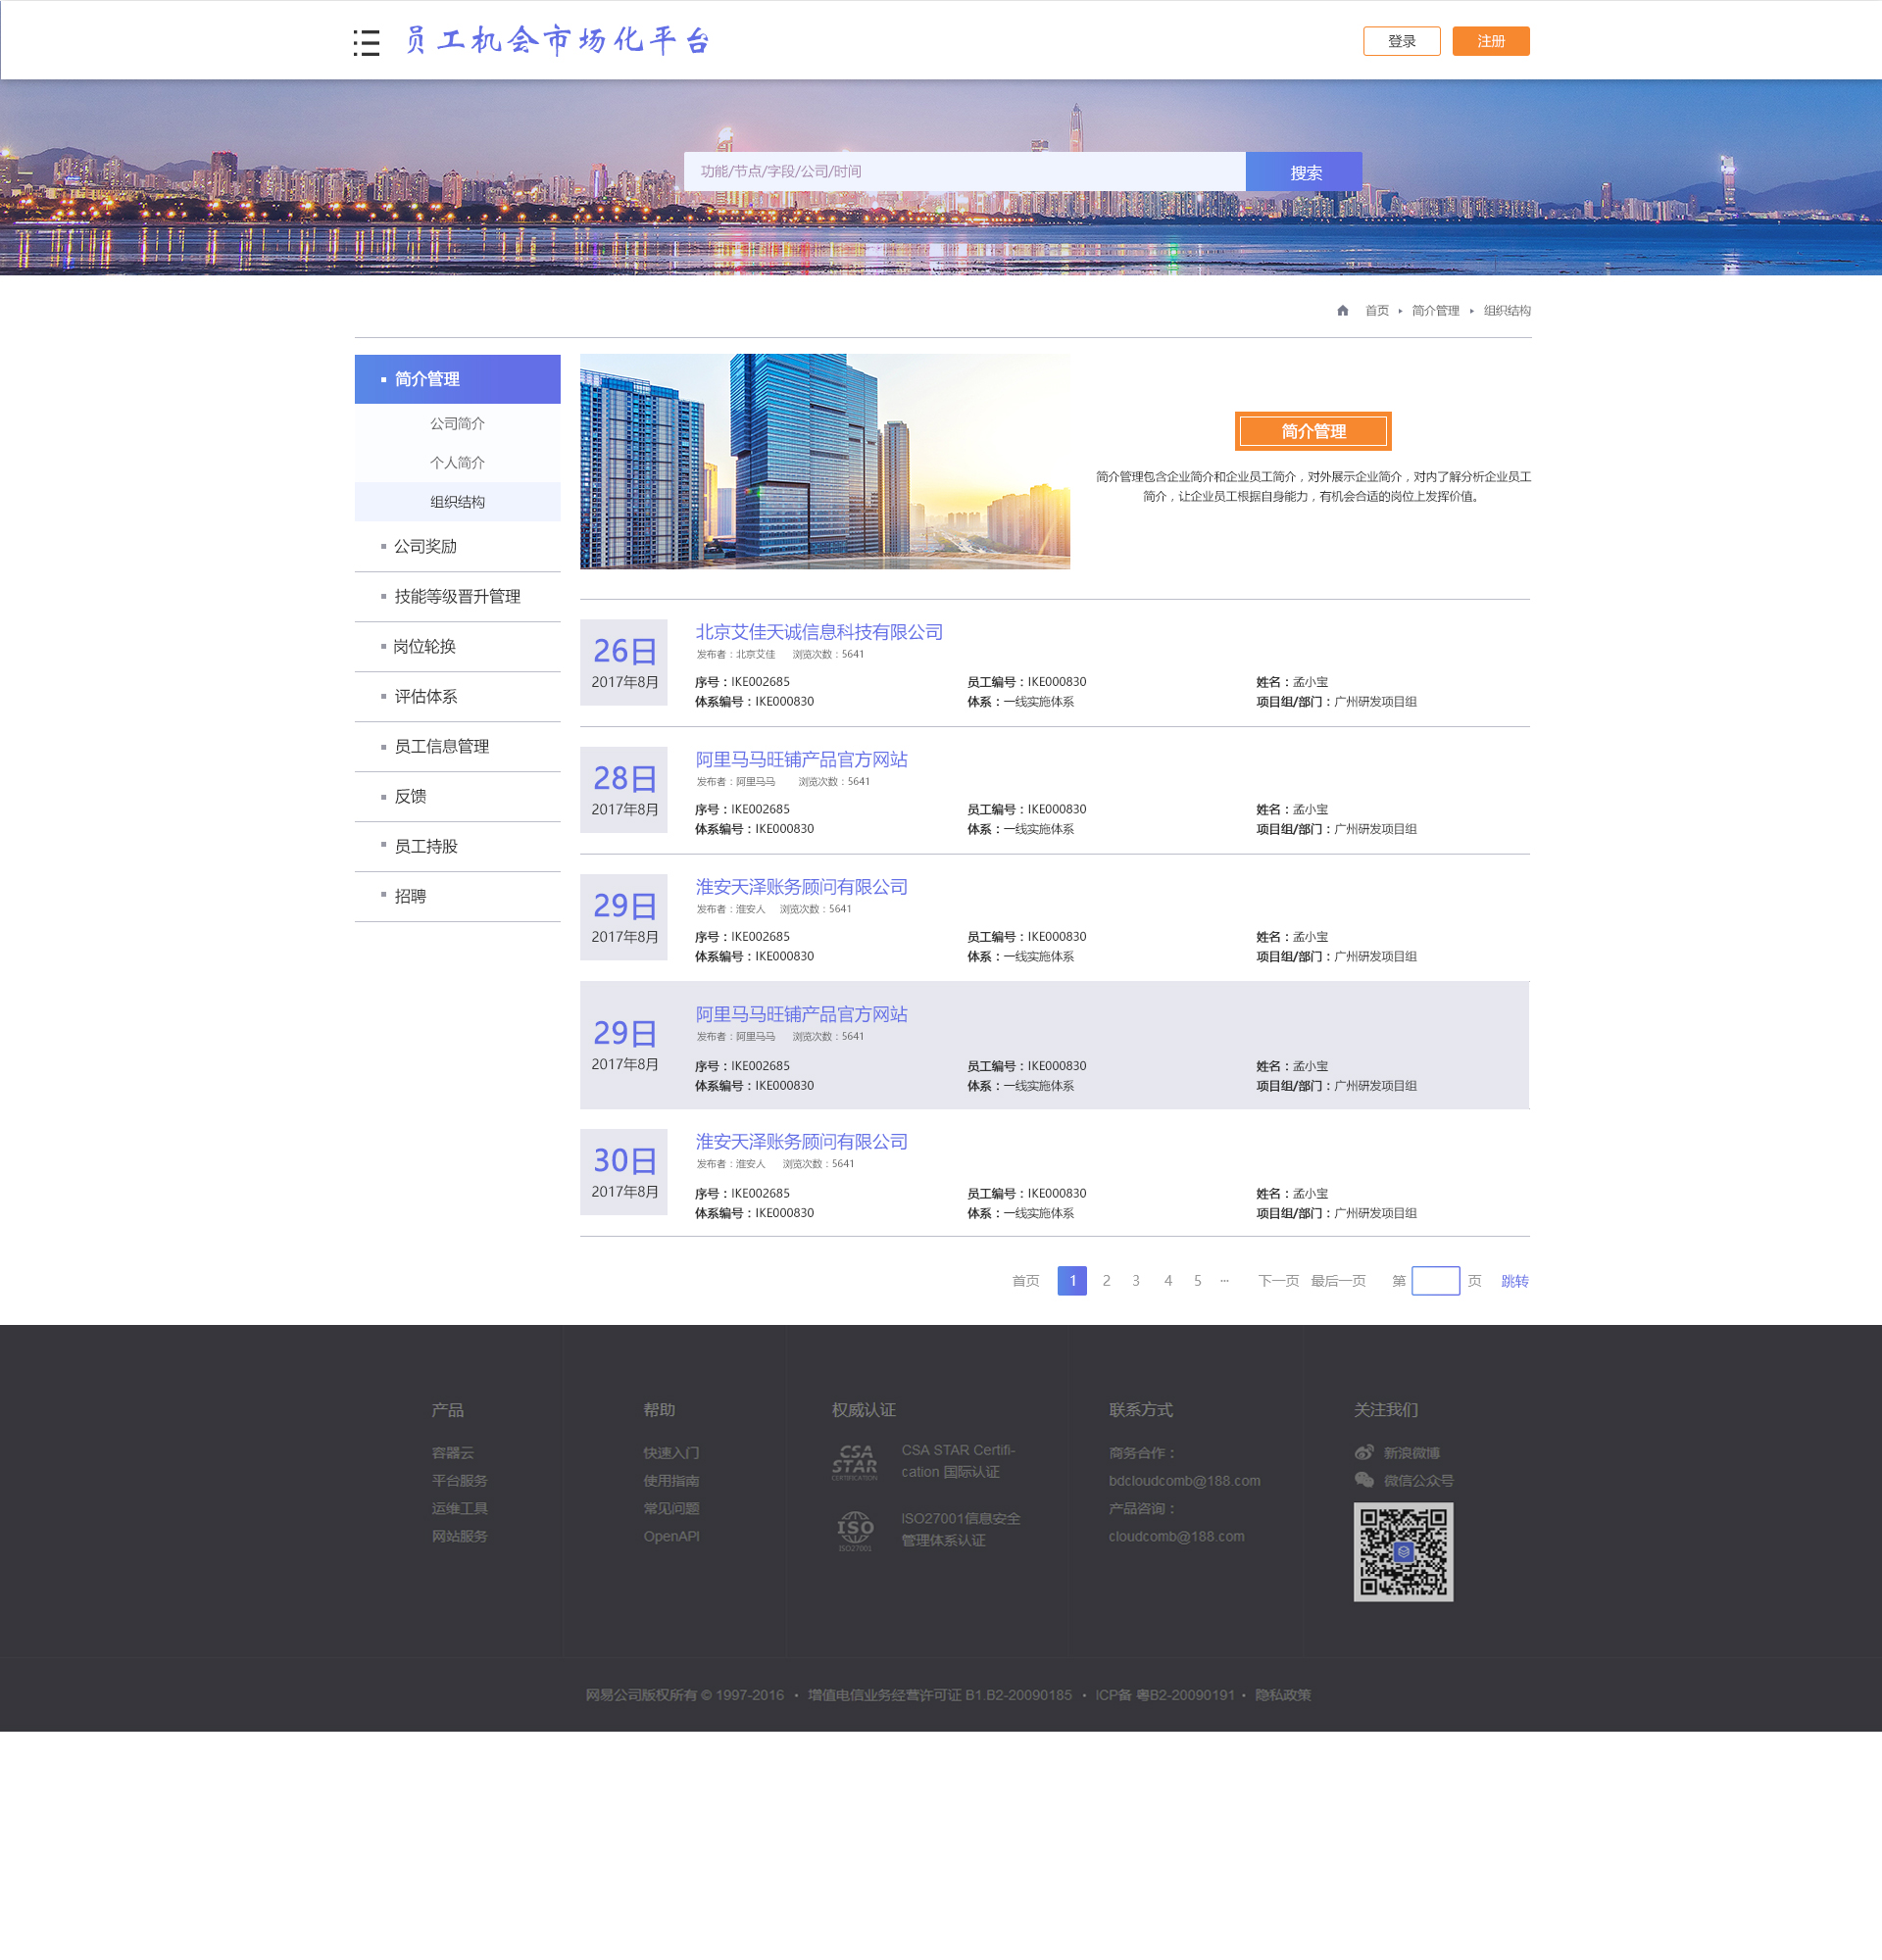 员工机会市场化平台
登录 注册
功能/节点/字段/公司/时间 搜索
首页 简介管理 组织结构
简介管理
公司简介
个人简介
组织结构
公司奖励
技能等级晋升管理
岗位轮换
评估体系
员工信息管理
反馈
员工持股
招聘
简介管理
简介管理包含企业简介和企业员工简介，对外展示企业简介，对内了解分析企业员工
简介，让企业员工根据自身能力，有机会合适的岗位上发挥价值。
26日
2017年8月
北京艾佳天诚信息科技有限公司
发布者：北京艾佳 浏览次数：5641
序号：IKE002685 员工编号：IKE000830 姓名：孟小宝
体系编号：IKE000830 体系：一线实施体系 项目组/部门：广州研发项目组
28日
2017年8月
阿里马马旺铺产品官方网站
发布者：阿里马马 浏览次数：5641
序号：IKE002685 员工编号：IKE000830 姓名：孟小宝
体系编号：IKE000830 体系：一线实施体系 项目组/部门：广州研发项目组
29日
2017年8月
淮安天泽账务顾问有限公司
发布者：淮安人 浏览次数：5641
序号：IKE002685 员工编号：IKE000830 姓名：孟小宝
体系编号：IKE000830 体系：一线实施体系 项目组/部门：广州研发项目组
29日
2017年8月
阿里马马旺铺产品官方网站
发布者：阿里马马 浏览次数：5641
序号：IKE002685 员工编号：IKE000830 姓名：孟小宝
体系编号：IKE000830 体系：一线实施体系 项目组/部门：广州研发项目组
30日
2017年8月
淮安天泽账务顾问有限公司
发布者：淮安人 浏览次数：5641
序号：IKE002685 员工编号：IKE000830 姓名：孟小宝
体系编号：IKE000830 体系：一线实施体系 项目组/部门：广州研发项目组
首页 1 2 3 4 5 ... 下一页 最后一页 第 页 跳转
产品
容器云
平台服务
运维工具
网站服务
帮助
快速入门
使用指南
常见问题
OpenAPI
权威认证
CSA
STAR
CERTIFICATION
CSA STAR Certifi-
cation 国际认证
ISO
ISO27001
ISO27001信息安全
管理体系认证
联系方式
商务合作：
bdcloudcomb@188.com
产品咨询：
cloudcomb@188.com
关注我们
新浪微博
微信公众号
网易公司版权所有 © 1997-2016 • 增值电信业务经营许可证 B1.B2-20090185 • ICP备 粤B2-20090191 • 隐私政策